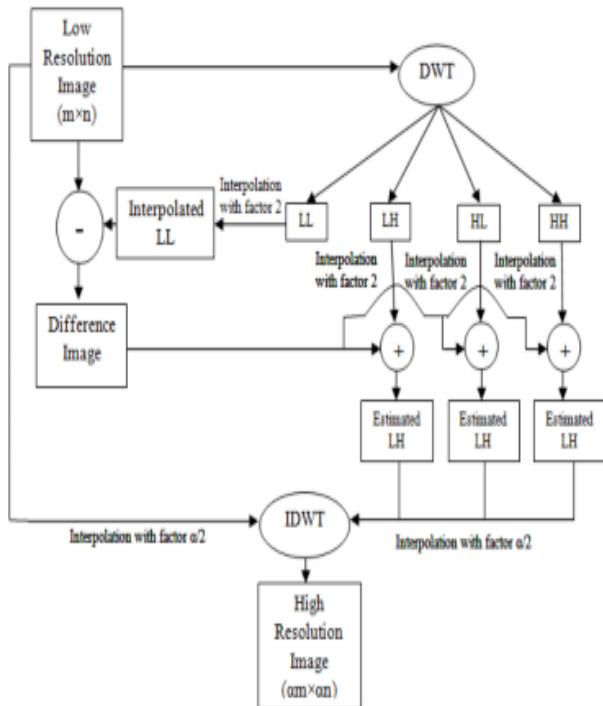 Low
Resolution
Image
(m×n)
DWT
Interpolation
with factor 2
Interpolated
LL
LL
LH
HL
HH
-
Interpolation
with factor 2
Interpolation
with factor 2
Interpolation
with factor 2
Difference
Image
+
+
+
Estimated
LH
Estimated
LH
Estimated
LH
IDWT
Interpolation with factor α/2
Interpolation with factor α/2
High
Resolution
Image
(αm×αn)